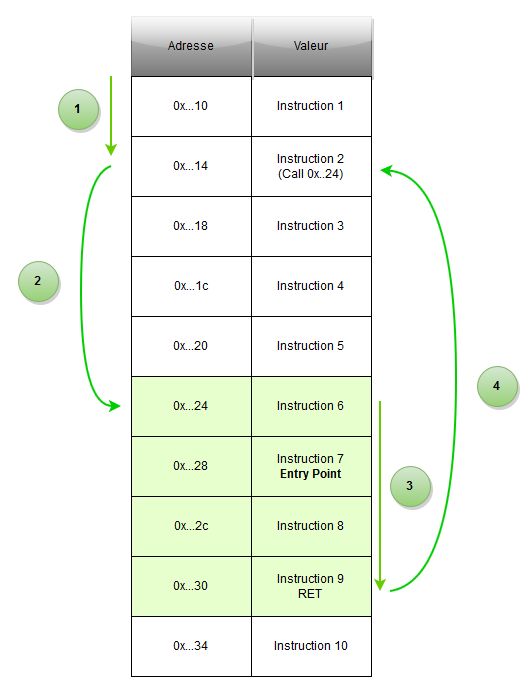 Adresse Valeur
1
0x...10 Instruction 1
0x...14 Instruction 2
(Call 0x..24)
0x...18 Instruction 3
2
0x...1c Instruction 4
0x...20 Instruction 5
4
0x...24 Instruction 6
0x...28 Instruction 7
Entry Point
3
0x...2c Instruction 8
0x...30 Instruction 9
RET
0x...34 Instruction 10